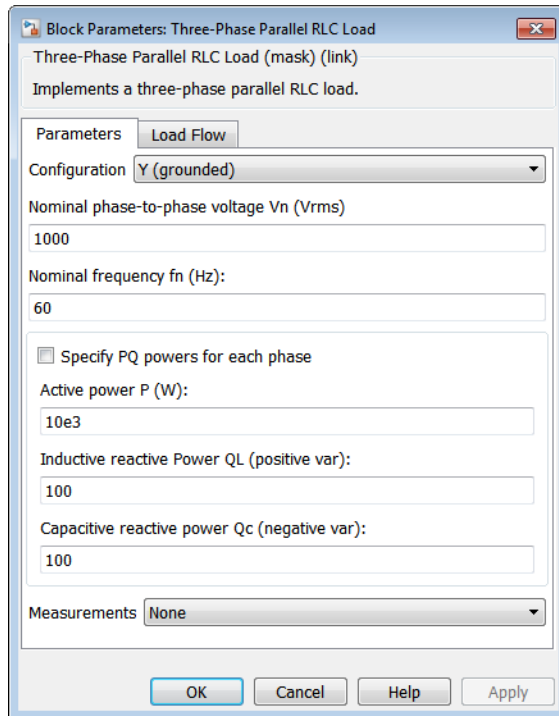 Block Parameters: Three-Phase Parallel RLC Load
Three-Phase Parallel RLC Load (mask) (link)
Implements a three-phase parallel RLC load.
Parameters Load Flow
Configuration Y (grounded)
Nominal phase-to-phase voltage Vn (Vrms)
1000
Nominal frequency fn (Hz):
60
Specify PQ powers for each phase
Active power P (W):
10e3
Inductive reactive Power QL (positive var):
100
Capacitive reactive power Qc (negative var):
100
Measurements None
OK Cancel Help Apply